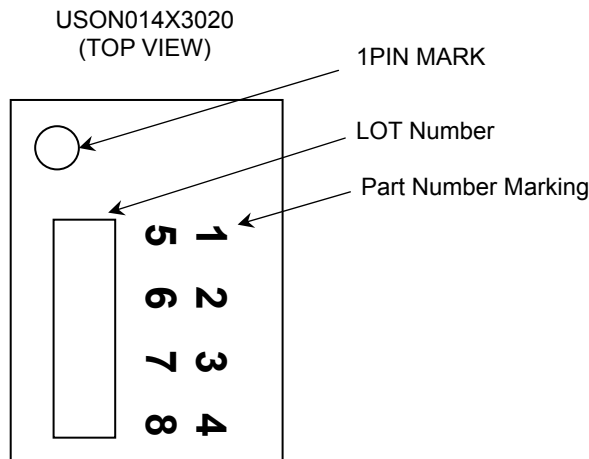 USON014X3020
(TOP VIEW)
1PIN MARK
LOT Number
Part Number Marking
1 2 3 4
5 6 7 8